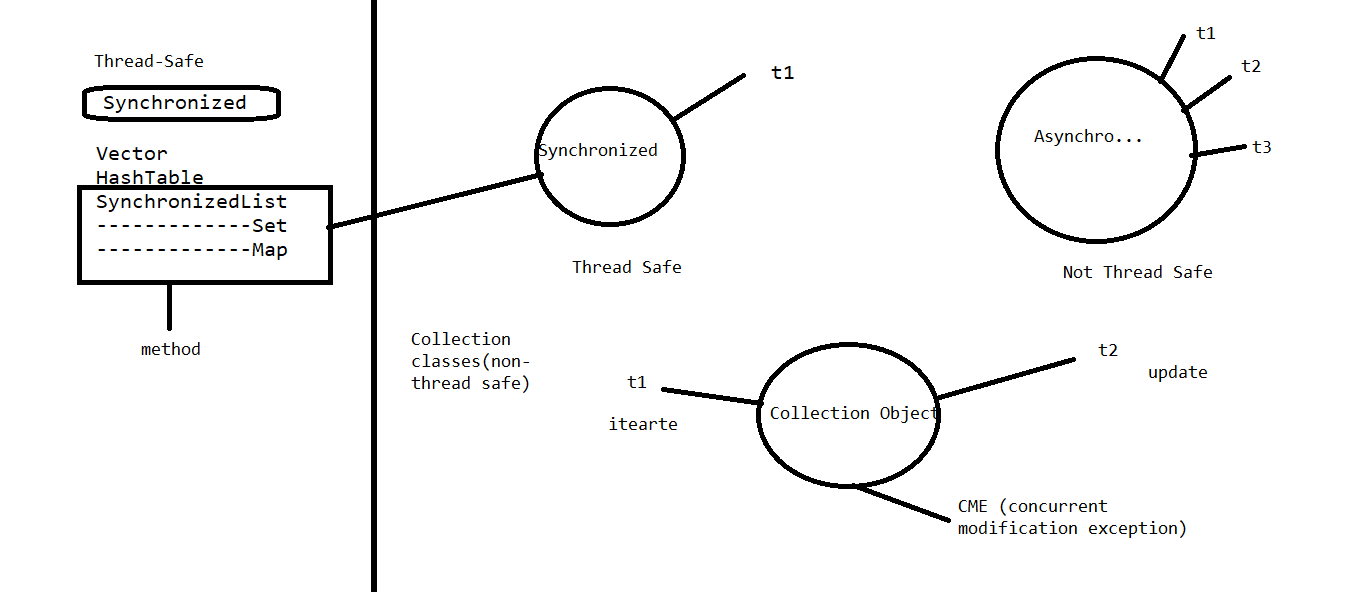 Thread-Safe
Synchronized
Vector
HashTable
SynchronizedList
-------------Set
-------------Map
method
Synchronized
t1
Thread Safe
Asynchro...
t1
t2
t3
Not Thread Safe
Collection
classes(non-
thread safe)
t1
itearte
Collection Object
t2
update
CME (concurrent
modification exception)